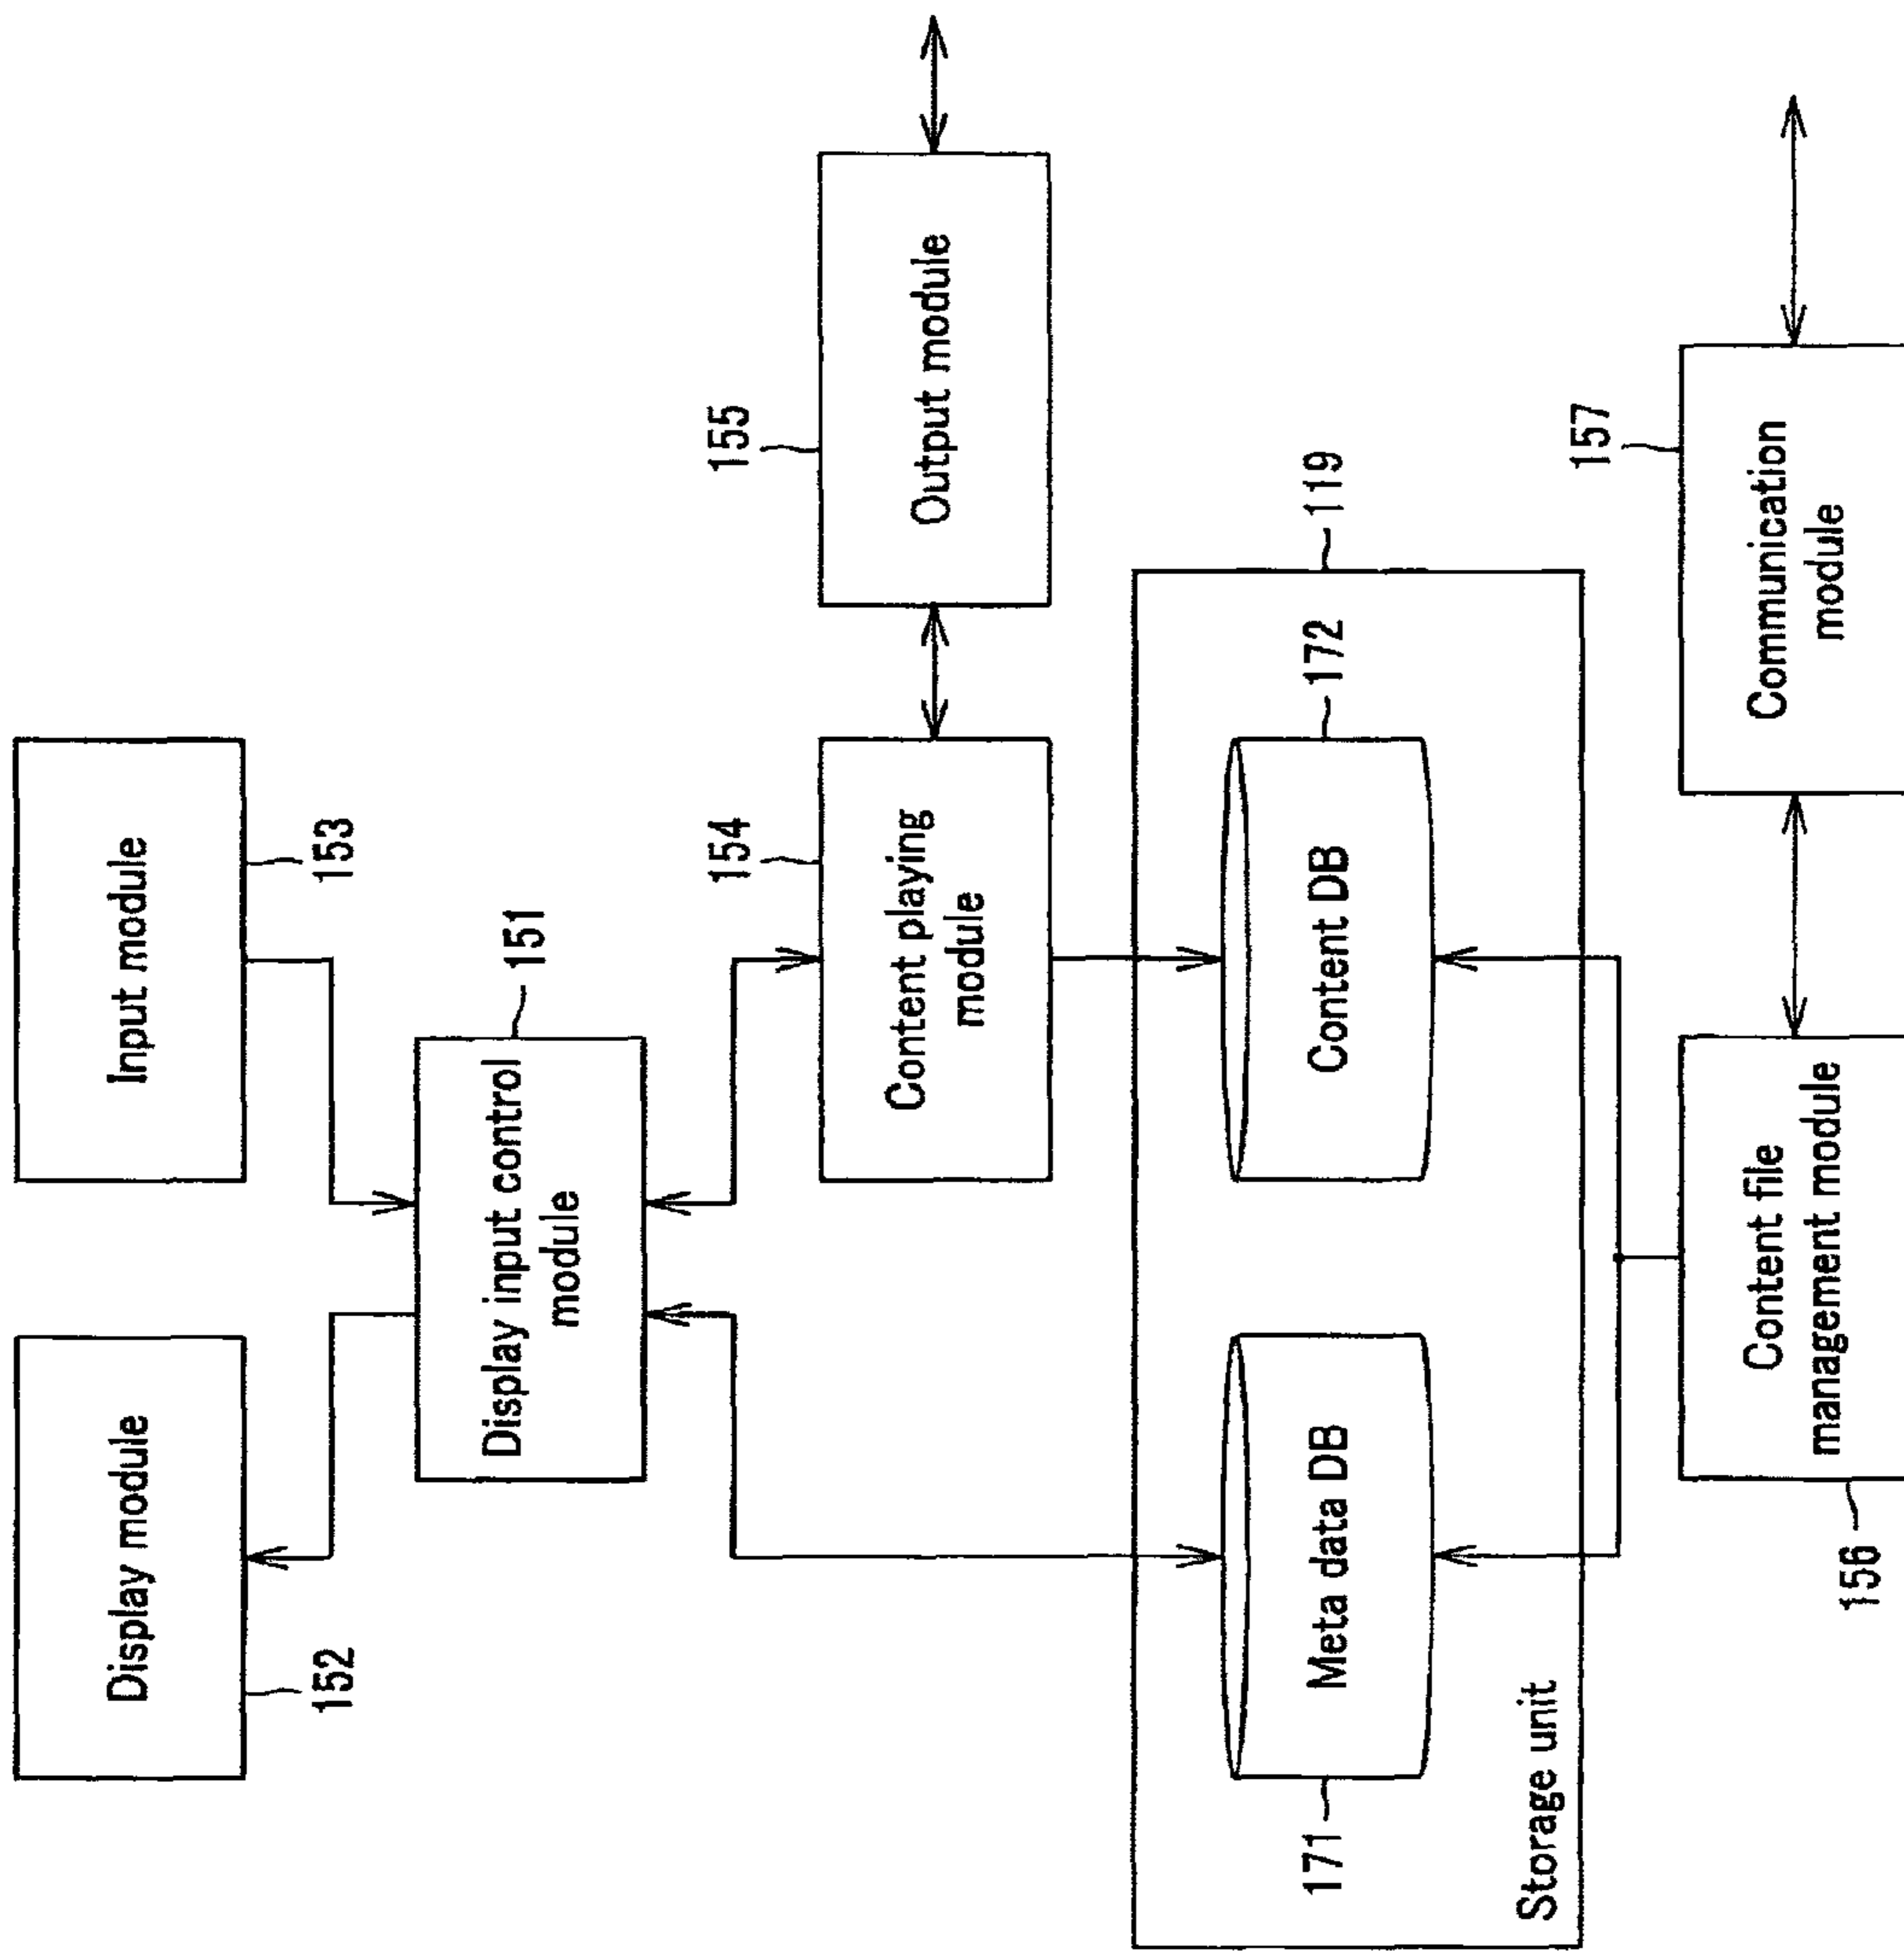 Display module
152
Input module
153
Display input control
module
151
Content playing
module
154
Output module
155
Storage unit
119
Meta data DB
171
Content DB
172
Content file
management module
156
Communication
module
157